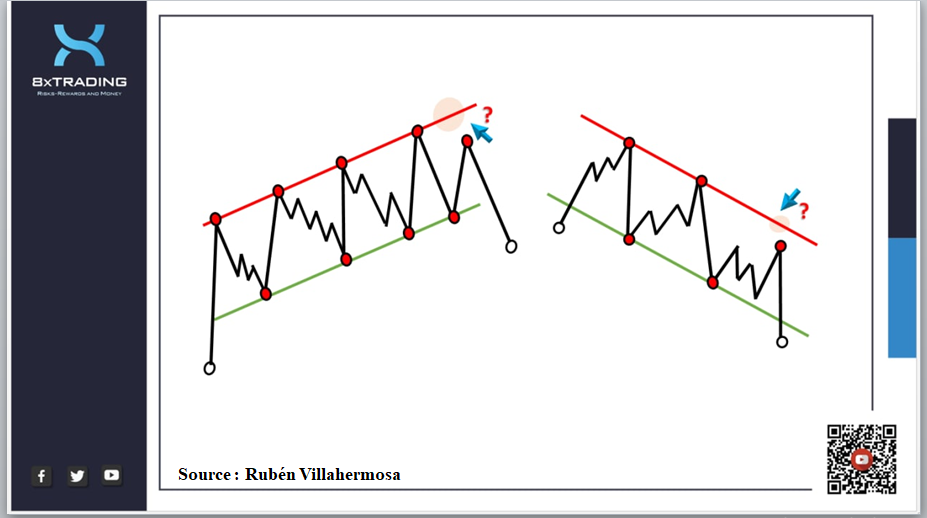 8XTRADING
RISKS-REWARDS AND MONEY
?
?
Source : Rubén Villahermosa